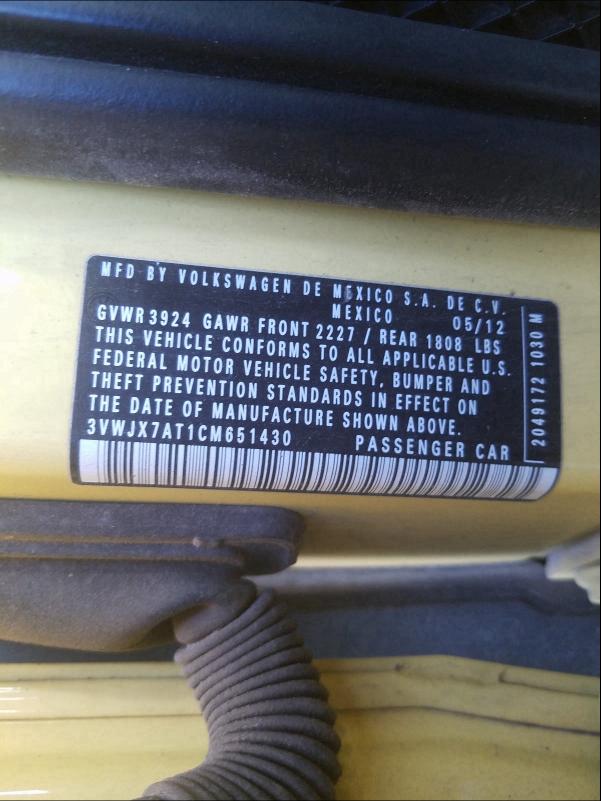 MFD BY VOLKSWAGEN DE MEXICO S.A. DE C.V.
MEXICO 05/12
GVWR 3924 GAWR FRONT 2227 / REAR 1808 LBS
THIS VEHICLE CONFORMS TO ALL APPLICABLE U.S.
FEDERAL MOTOR VEHICLE SAFETY, BUMPER AND
THEFT PREVENTION STANDARDS IN EFFECT ON
THE DATE OF MANUFACTURE SHOWN ABOVE.
3VWJX7AT1CM651430 PASSENGER CAR
2049172 1030 M